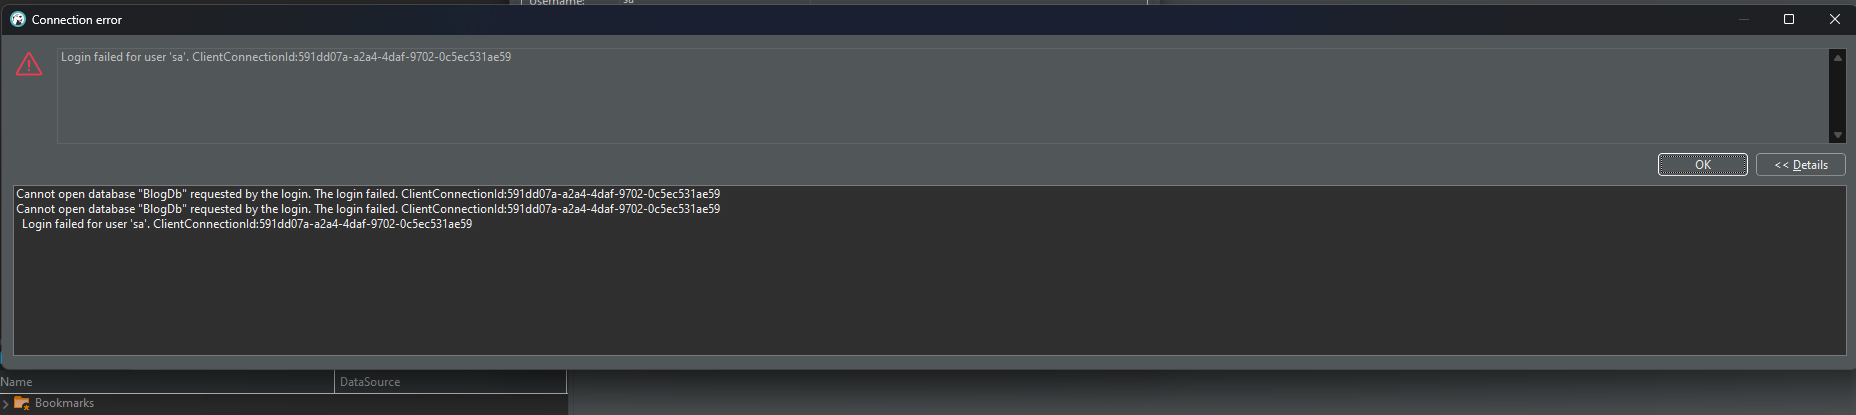 Username:
sa
Connection error
Login failed for user 'sa'. ClientConnectionId:591dd07a-a2a4-4daf-9702-0c5ec531ae59
OK
<< Details
Cannot open database "BlogDb" requested by the login. The login failed. ClientConnectionId:591dd07a-a2a4-4daf-9702-0c5ec531ae59
Cannot open database "BlogDb" requested by the login. The login failed. ClientConnectionId:591dd07a-a2a4-4daf-9702-0c5ec531ae59
Login failed for user 'sa'. ClientConnectionId:591dd07a-a2a4-4daf-9702-0c5ec531ae59
Name
DataSource
Bookmarks